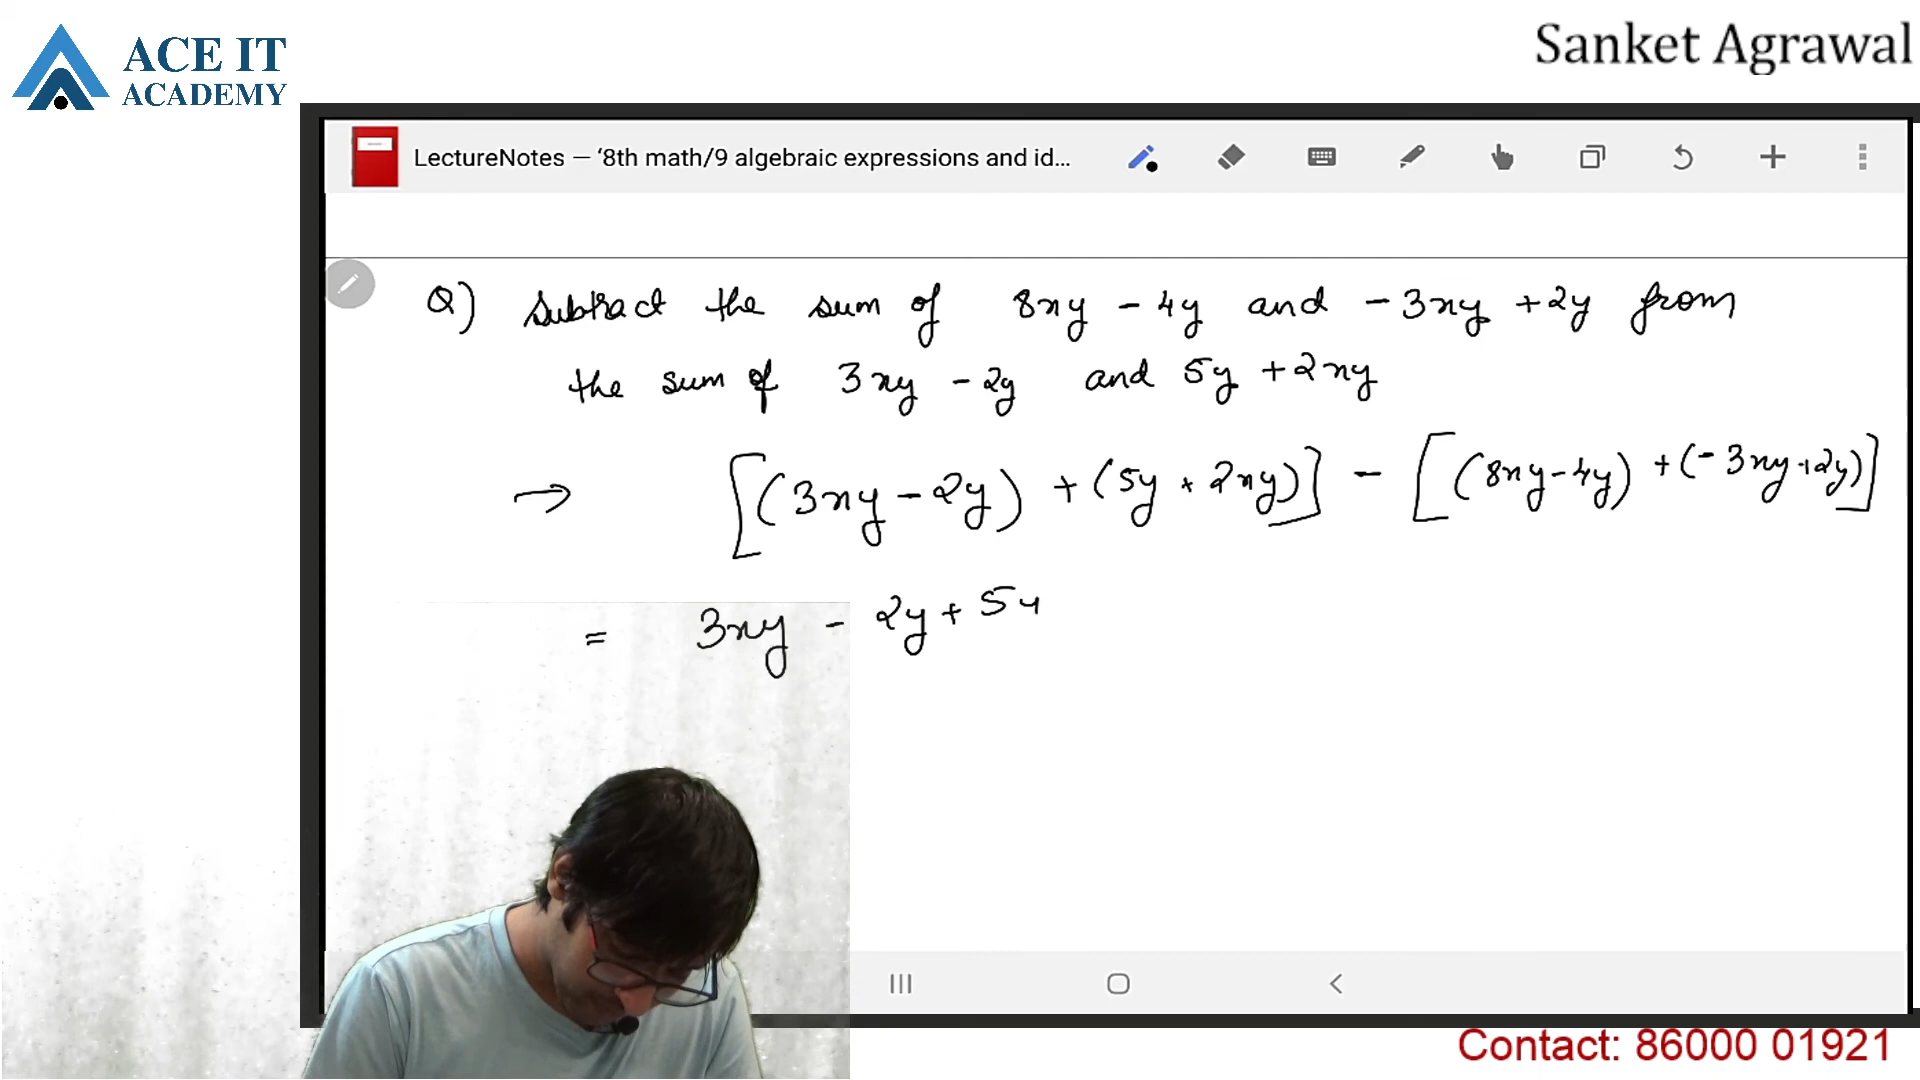 ACE IT
ACADEMY
Sanket Agrawal
LectureNotes — ‘8th math/9 algebraic expressions and id...
Q) Subtract the sum of 8xy - 4y and -3xy +2y from
the sum of 3xy - 2y and 5y +2xy
→ [(3xy - 2y) + (5y + 2xy)] - [(8xy-4y) + (-3xy+2y)]
= 3xy - 2y + 5y
Contact: 86000 01921